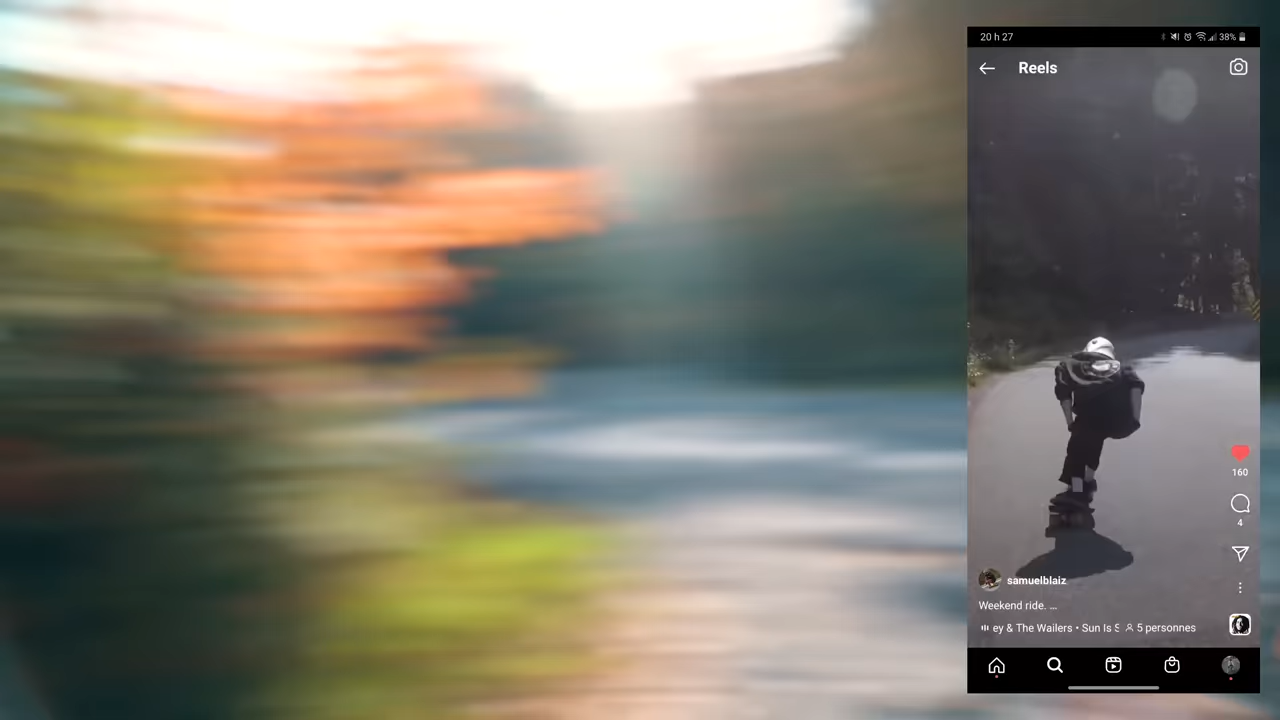 20 h 27
38%
Reels
160
4
samuelblaiz
Weekend ride. …
ey & The Wailers • Sun Is S
5 personnes